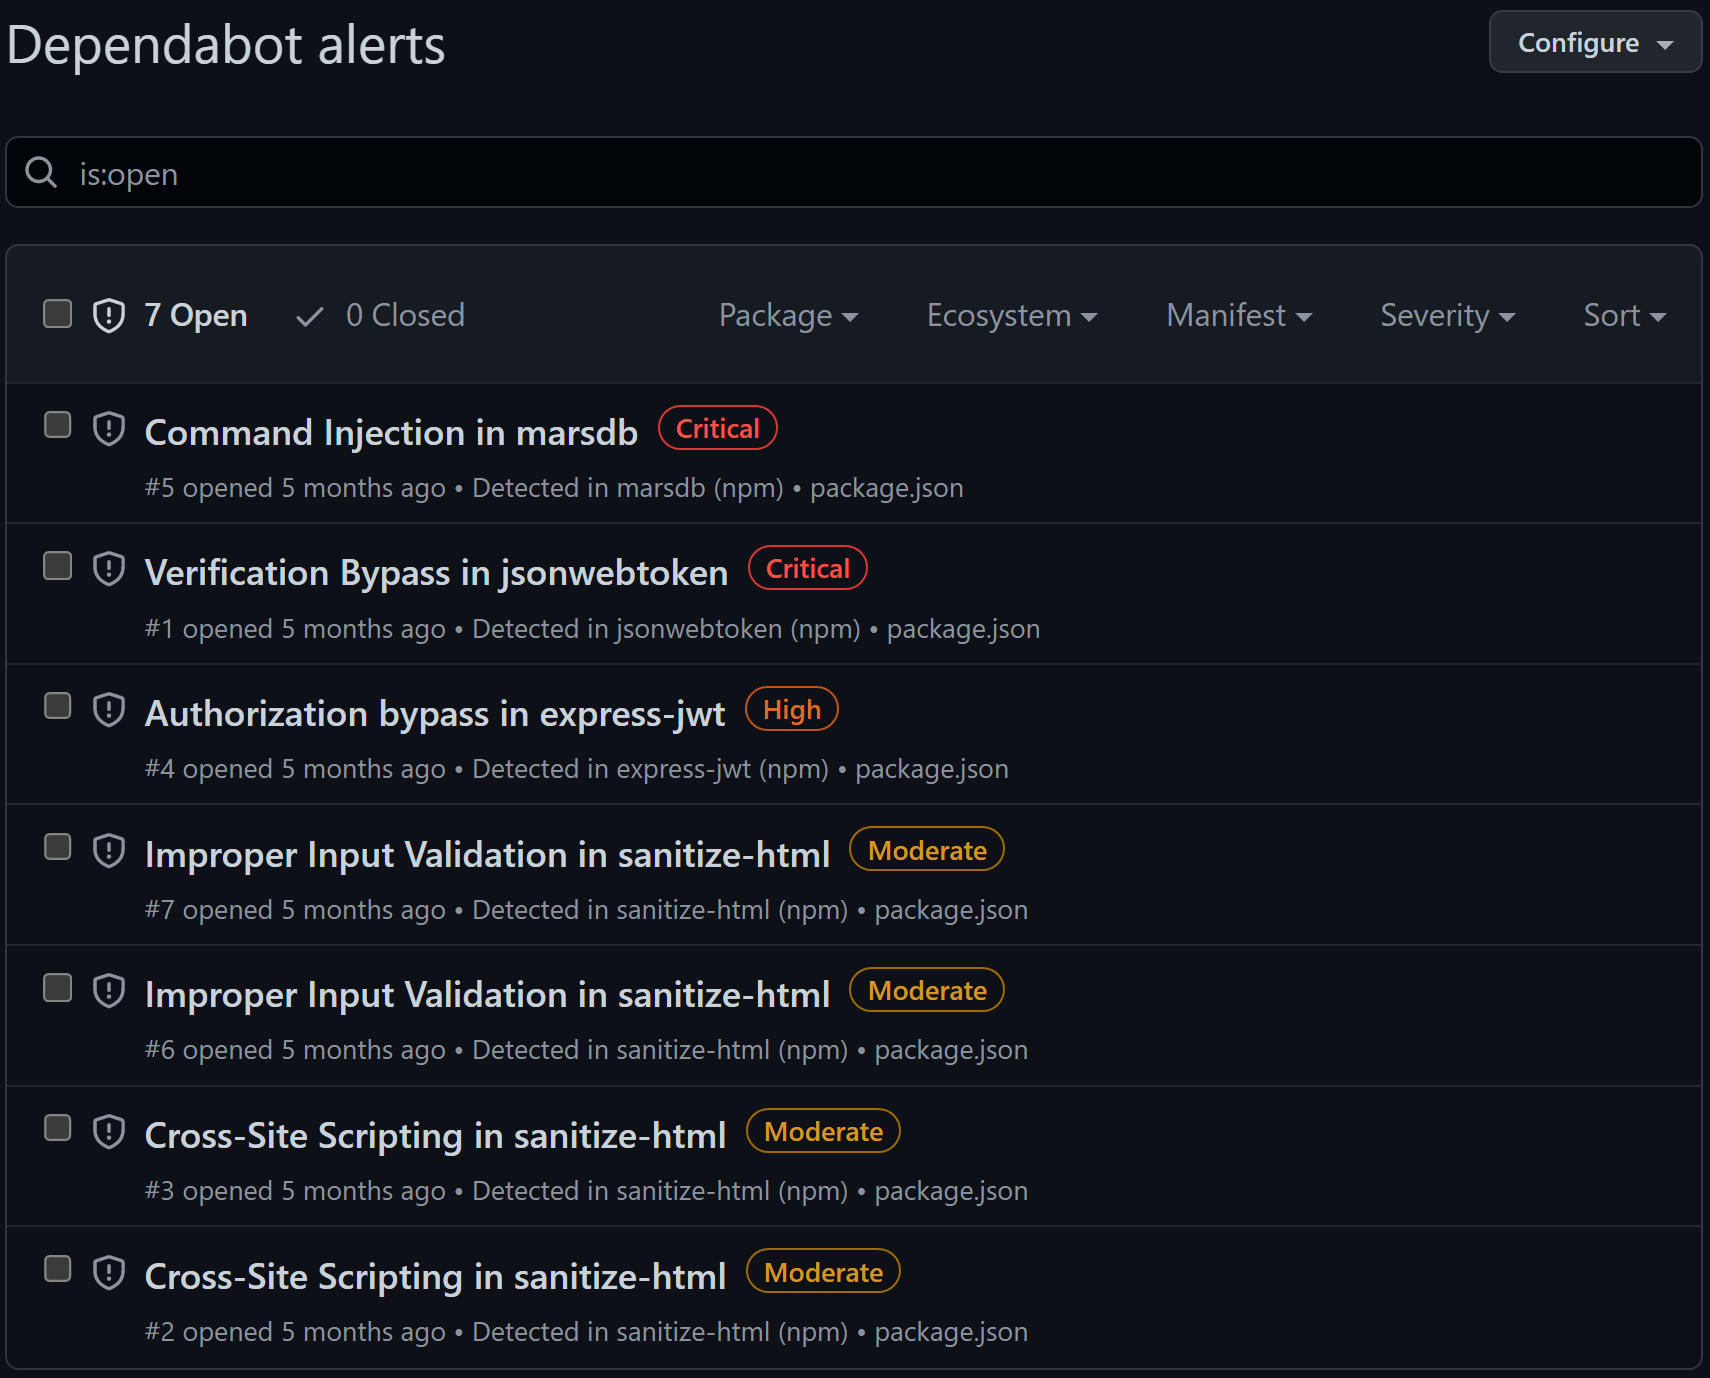 Dependabot alerts
Configure
is:open
7 Open 0 Closed Package Ecosystem Manifest Severity Sort
Command Injection in marsdb Critical
#5 opened 5 months ago • Detected in marsdb (npm) • package.json
Verification Bypass in jsonwebtoken Critical
#1 opened 5 months ago • Detected in jsonwebtoken (npm) • package.json
Authorization bypass in express-jwt High
#4 opened 5 months ago • Detected in express-jwt (npm) • package.json
Improper Input Validation in sanitize-html Moderate
#7 opened 5 months ago • Detected in sanitize-html (npm) • package.json
Improper Input Validation in sanitize-html Moderate
#6 opened 5 months ago • Detected in sanitize-html (npm) • package.json
Cross-Site Scripting in sanitize-html Moderate
#3 opened 5 months ago • Detected in sanitize-html (npm) • package.json
Cross-Site Scripting in sanitize-html Moderate
#2 opened 5 months ago • Detected in sanitize-html (npm) • package.json